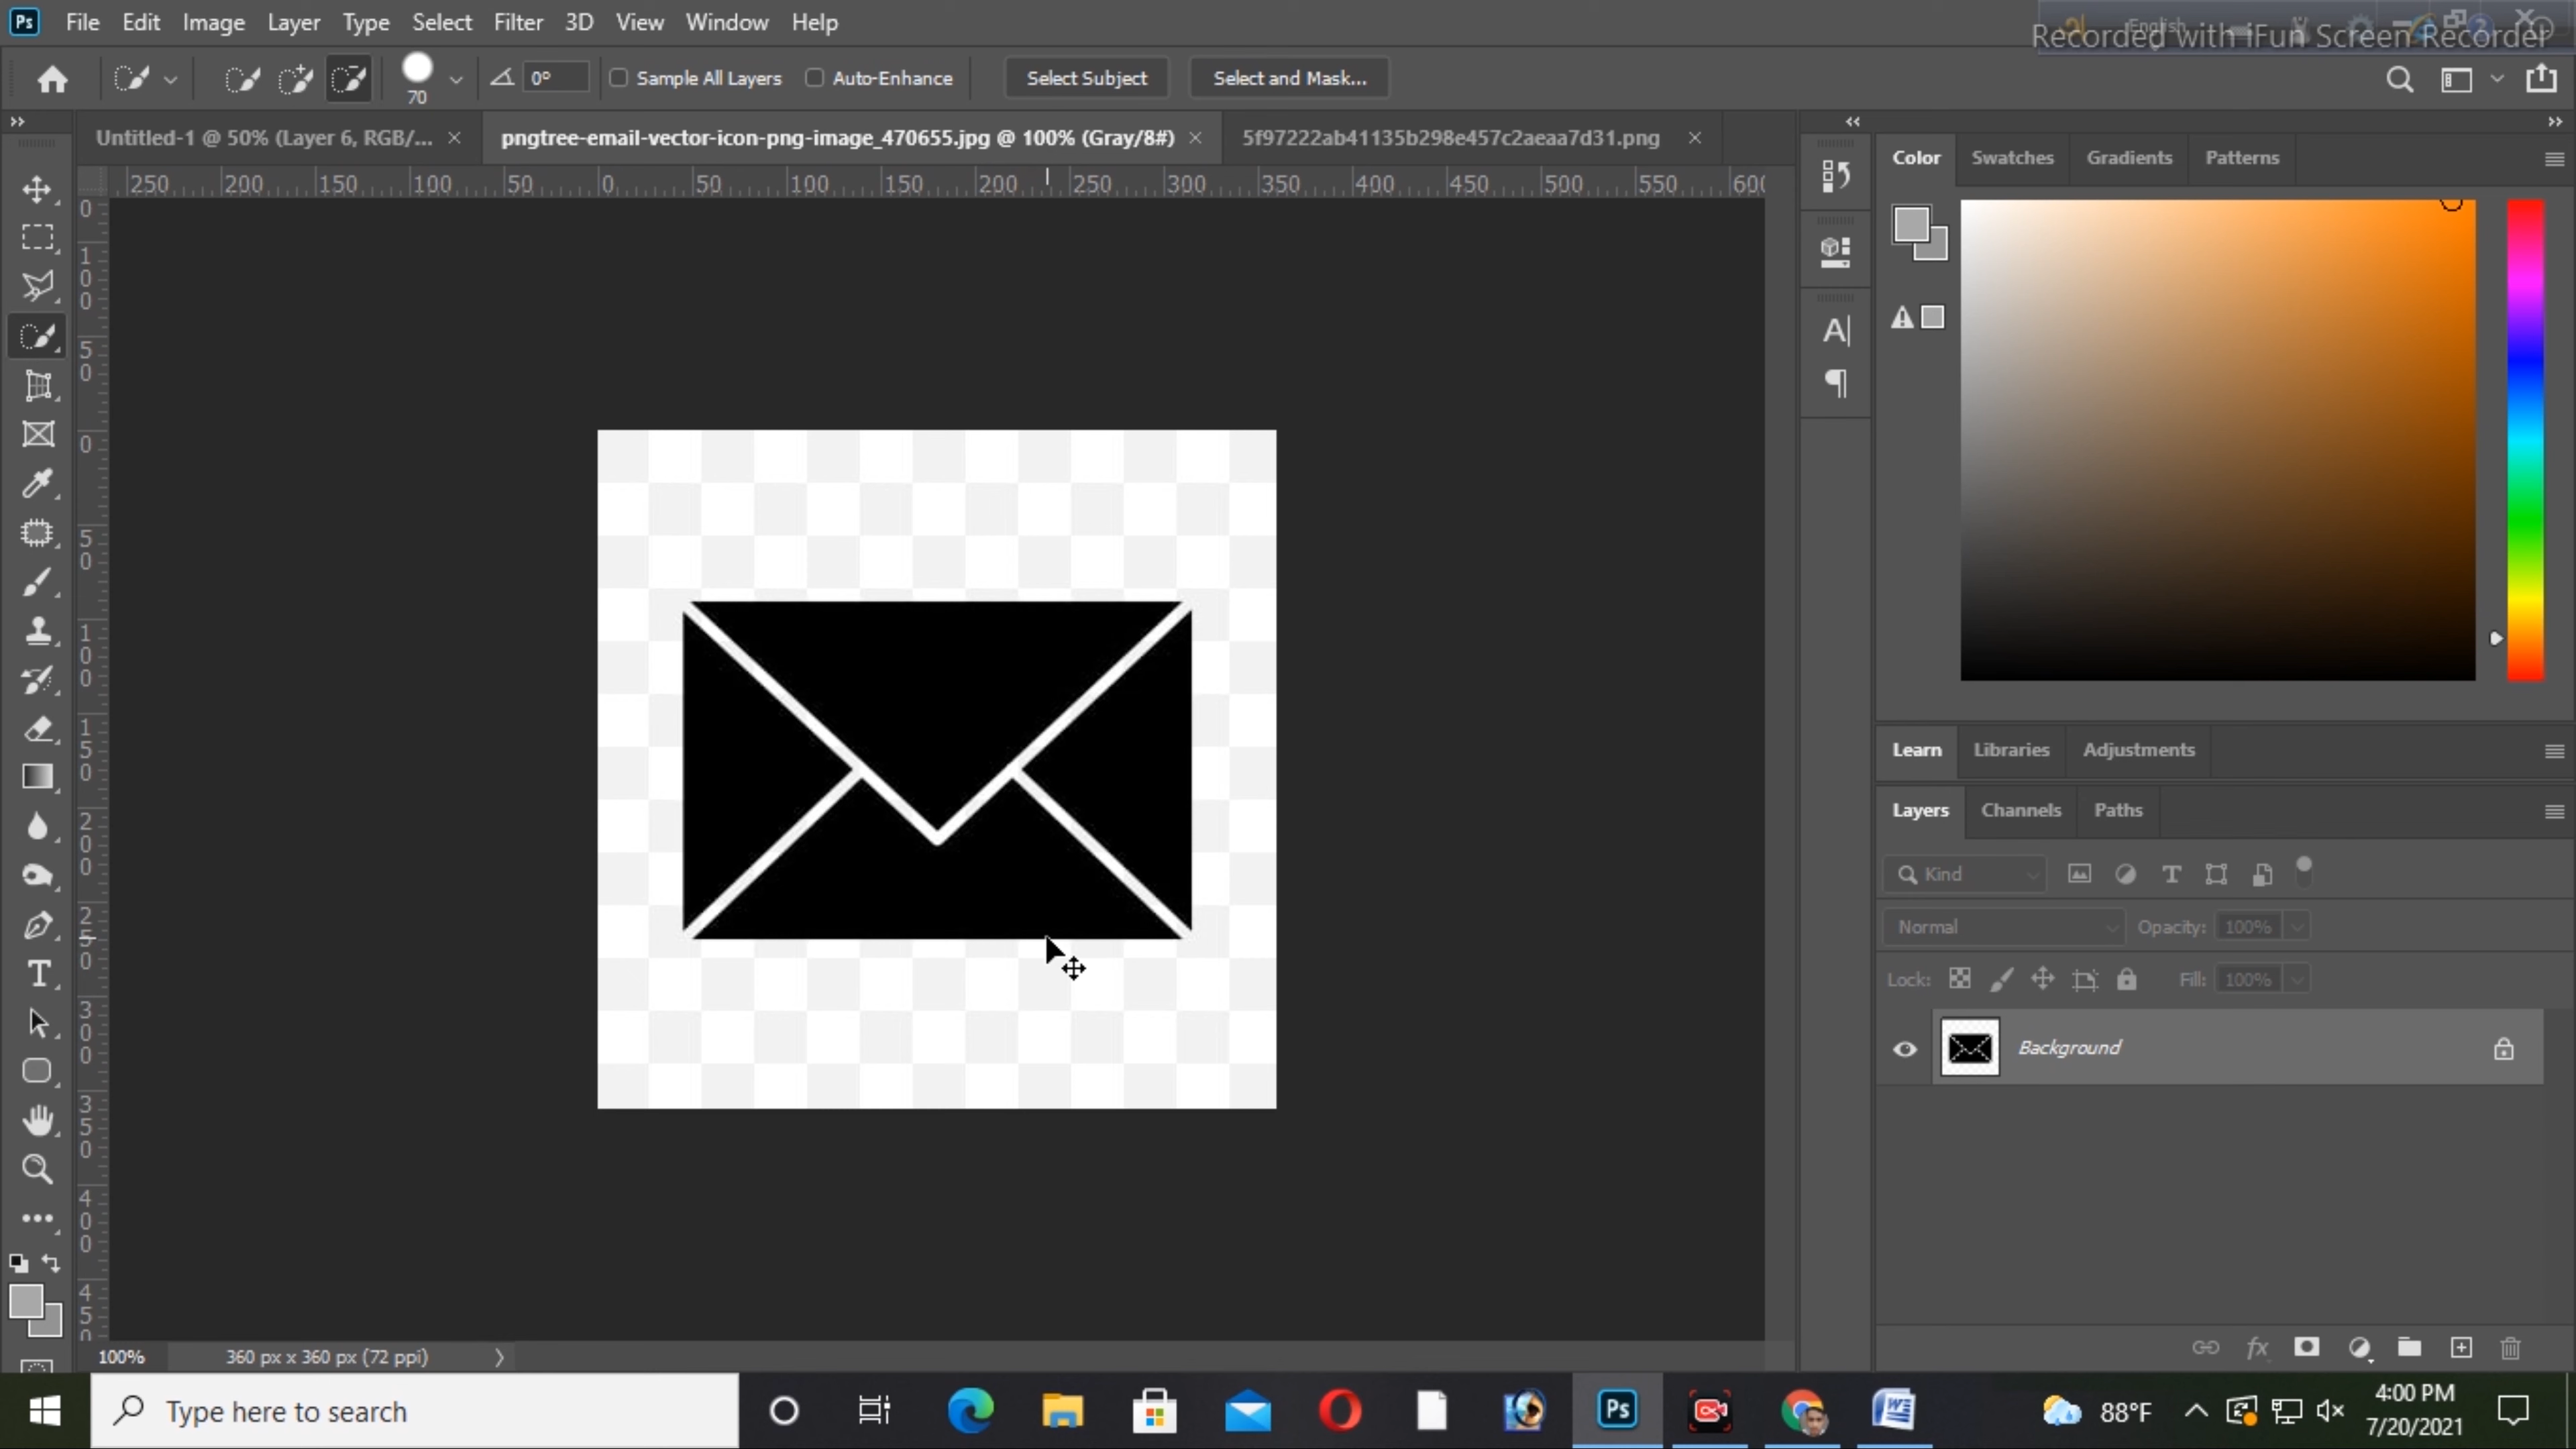 File Edit Image Layer Type Select Filter 3D View Window Help
Recorded with iFun Screen Recorder
70 0° Sample All Layers Auto-Enhance Select Subject Select and Mask...
Untitled-1 @ 50% (Layer 6, RGB/... pngtree-email-vector-icon-png-image_470655.jpg @ 100% (Gray/8#) 5f97222ab41135b298e457c2aeaa7d31.png
250 200 150 100 50 0 50 100 150 200 250 300 350 400 450 500 550 600
Color Swatches Gradients Patterns
Learn Libraries Adjustments
Layers Channels Paths
Kind
Normal Opacity: 100%
Lock: Fill: 100%
Background
100% 360 px x 360 px (72 ppi)
Type here to search
88°F
4:00 PM
7/20/2021